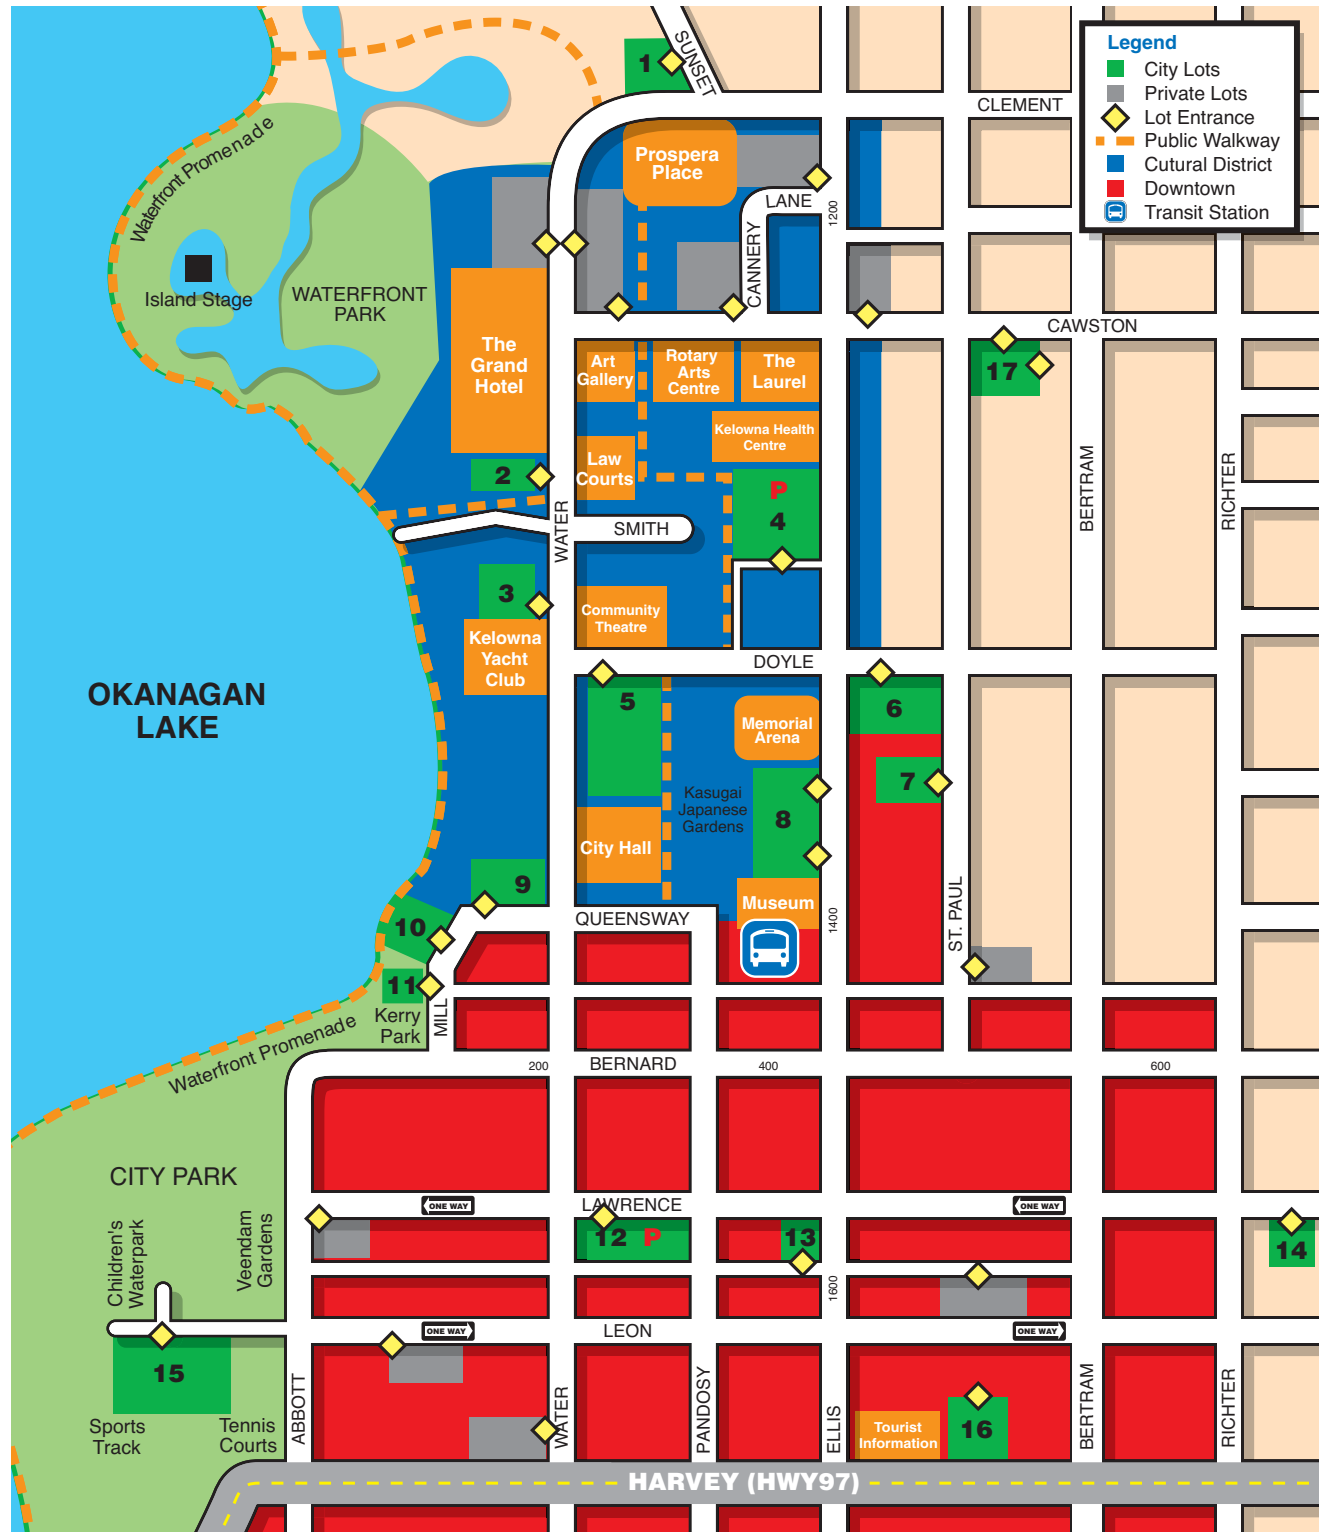 SUNSET
1
CLEMENT
Legend
City Lots
Private Lots
Lot Entrance
Public Walkway
Cutural District
Downtown
Transit Station
Waterfront Promenade
Prospera
Place
LANE
CANNERY
1200
Island Stage
WATERFRONT
PARK
CAWSTON
The
Grand
Hotel
Art
Gallery
Rotary
Arts
Centre
The
Laurel
17
Kelowna Health
Centre
Law
Courts
2
P
4
BERTRAM
RICHTER
WATER
SMITH
3
Community
Theatre
Kelowna
Yacht
Club
DOYLE
OKANAGAN
LAKE
5
6
Memorial
Arena
7
Kasugai
Japanese
Gardens
8
City Hall
9
Museum
10
QUEENSWAY
1400
ST. PAUL
11
Kerry
Park
MILL
Waterfront Promenade
200
BERNARD
400
600
CITY PARK
ONE WAY
LAWRENCE
ONE WAY
Children's
Waterpark
Veendam
Gardens
12
P
13
14
1600
ONE WAY
LEON
ONE WAY
15
Sports
Track
Tennis
Courts
ABBOTT
WATER
PANDOSY
ELLIS
Tourist
Information
16
BERTRAM
RICHTER
HARVEY (HWY97)